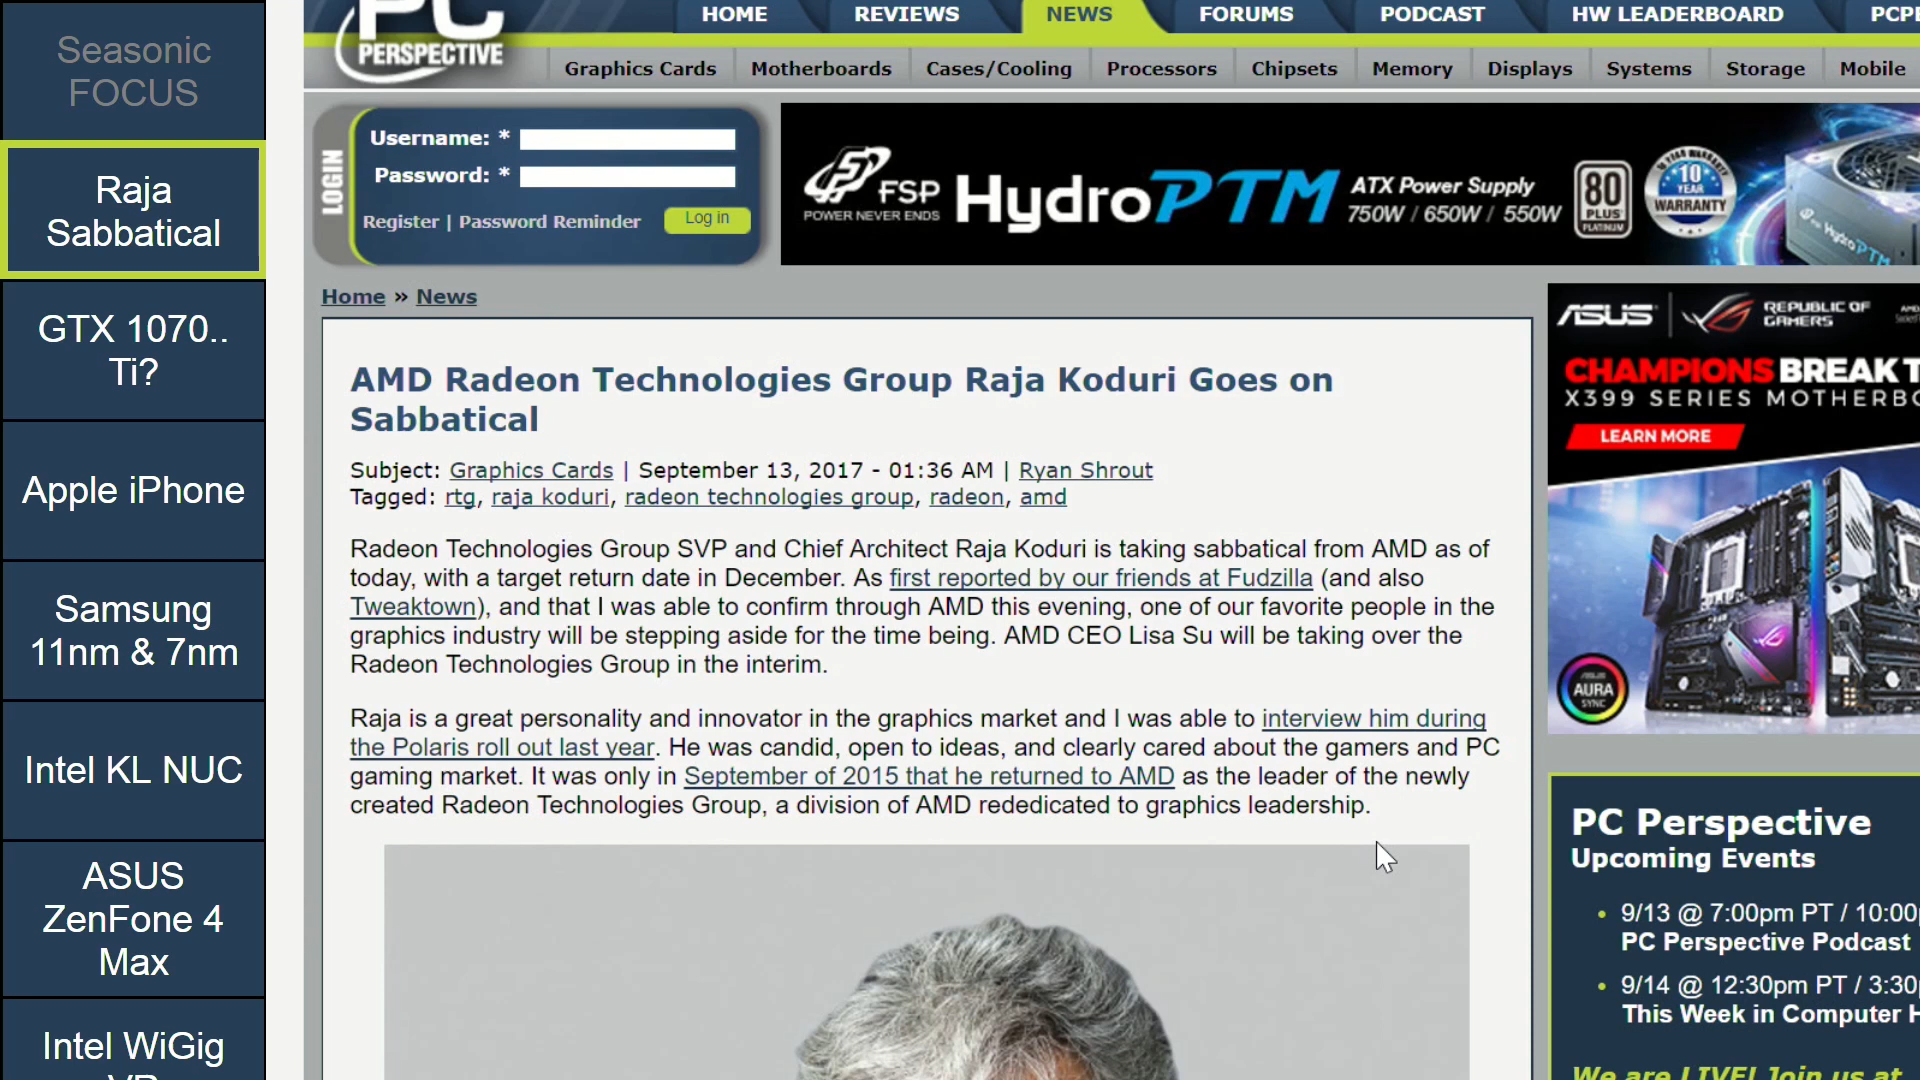 Seasonic
FOCUS
Raja
Sabbatical
GTX 1070..
Ti?
Apple iPhone
Samsung
11nm & 7nm
Intel KL NUC
ASUS
ZenFone 4
Max
Intel WiGig
PC
PERSPECTIVE
HOME
REVIEWS
NEWS
FORUMS
PODCAST
HW LEADERBOARD
PCP
Graphics Cards
Motherboards
Cases/Cooling
Processors
Chipsets
Memory
Displays
Systems
Storage
Mobile
LOGIN
Username: *
Password: *
Register | Password Reminder
Log in
FSP
POWER NEVER ENDS
Hydro PTM
ATX Power Supply
750W / 650W / 550W
80
PLUS
PLATINUM
10
YEAR
WARRANTY
Hydro PTM
Home » News
AMD Radeon Technologies Group Raja Koduri Goes on
Sabbatical
Subject: Graphics Cards | September 13, 2017 - 01:36 AM | Ryan Shrout
Tagged: rtg, raja koduri, radeon technologies group, radeon, amd
Radeon Technologies Group SVP and Chief Architect Raja Koduri is taking sabbatical from AMD as of
today, with a target return date in December. As first reported by our friends at Fudzilla (and also
Tweaktown), and that I was able to confirm through AMD this evening, one of our favorite people in the
graphics industry will be stepping aside for the time being. AMD CEO Lisa Su will be taking over the
Radeon Technologies Group in the interim.
Raja is a great personality and innovator in the graphics market and I was able to interview him during
the Polaris roll out last year. He was candid, open to ideas, and clearly cared about the gamers and PC
gaming market. It was only in September of 2015 that he returned to AMD as the leader of the newly
created Radeon Technologies Group, a division of AMD rededicated to graphics leadership.
ASUS
REPUBLIC OF
GAMERS
CHAMPIONS BREAK T
X399 SERIES MOTHERBO
LEARN MORE
AURA
SYNC
PC Perspective
Upcoming Events
9/13 @ 7:00pm PT / 10:00p
PC Perspective Podcast
9/14 @ 12:30pm PT / 3:30p
This Week in Computer H
We are LIVE! Join us at